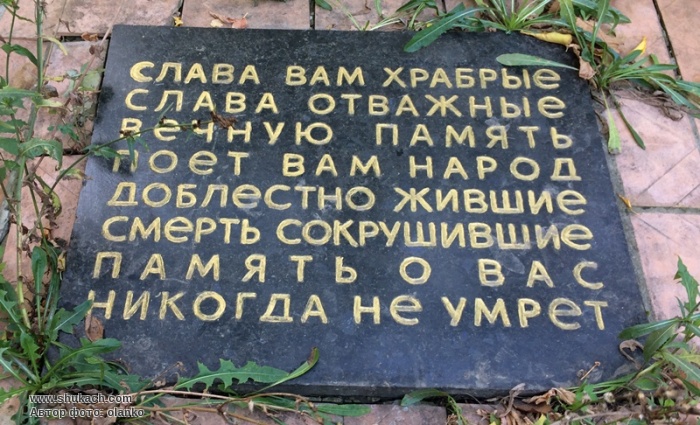 СЛАВА ВАМ ХРАБРЫЕ
СЛАВА ОТВАЖНЫЕ
ВЕЧНУЮ ПАМЯТЬ
ПОЕТ ВАМ НАРОД
ДОБЛЕСТНО ЖИВШИЕ
СМЕРТЬ СОКРУШИВШИЕ
ПАМЯТЬ О ВАС
НИКОГДА НЕ УМРЕТ
www.shukach.com
Автор фото: olanko